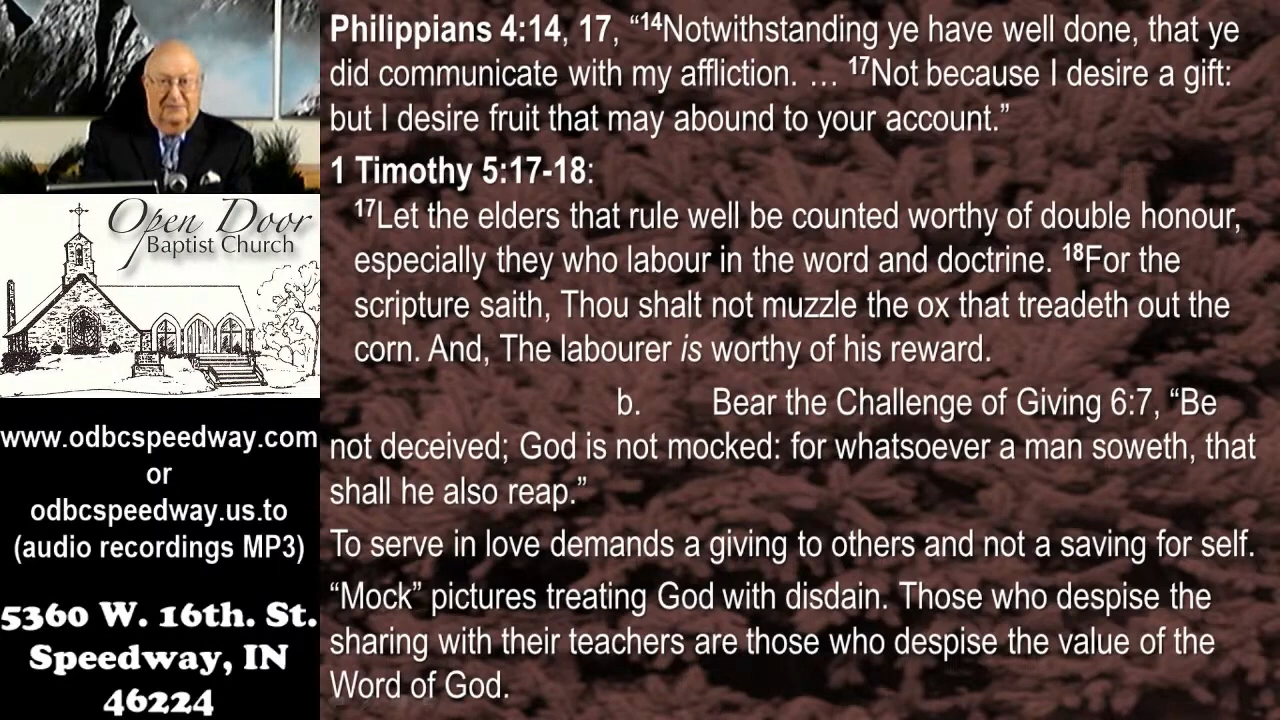 Philippians 4:14, 17, “14Notwithstanding ye have well done, that ye
did communicate with my affliction. … 17Not because I desire a gift:
but I desire fruit that may abound to your account.”
1 Timothy 5:17-18:
17Let the elders that rule well be counted worthy of double honour,
especially they who labour in the word and doctrine. 18For the
scripture saith, Thou shalt not muzzle the ox that treadeth out the
corn. And, The labourer is worthy of his reward.
b. Bear the Challenge of Giving 6:7, “Be
not deceived; God is not mocked: for whatsoever a man soweth, that
shall he also reap.”
To serve in love demands a giving to others and not a saving for self.
“Mock” pictures treating God with disdain. Those who despise the
sharing with their teachers are those who despise the value of the
Word of God.
Open Door
Baptist Church
www.odbcspeedway.com
or
odbcspeedway.us.to
(audio recordings MP3)
5360 W. 16th. St.
Speedway, IN
46224